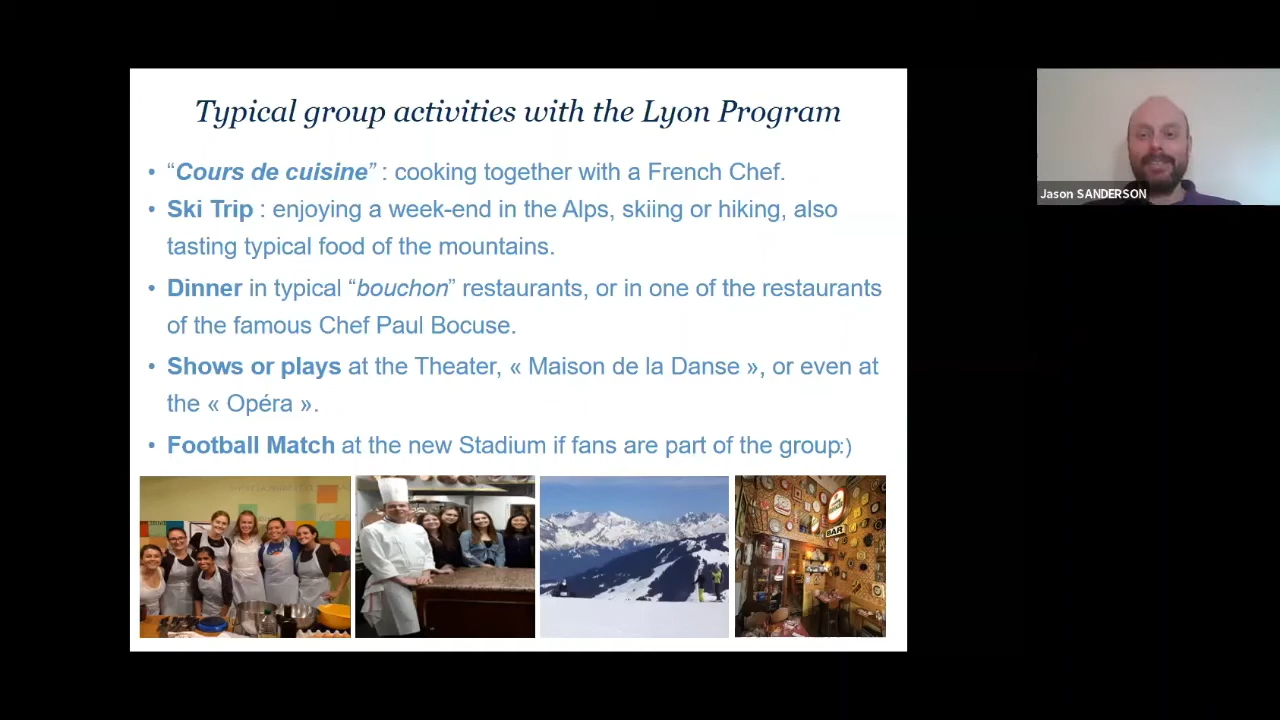 Typical group activities with the Lyon Program
• “Cours de cuisine” : cooking together with a French Chef.
• Ski Trip : enjoying a week-end in the Alps, skiing or hiking, also
tasting typical food of the mountains.
• Dinner in typical “bouchon” restaurants, or in one of the restaurants
of the famous Chef Paul Bocuse.
• Shows or plays at the Theater, « Maison de la Danse », or even at
the « Opéra ».
• Football Match at the new Stadium if fans are part of the group:)
Jason SANDERSON
BAR